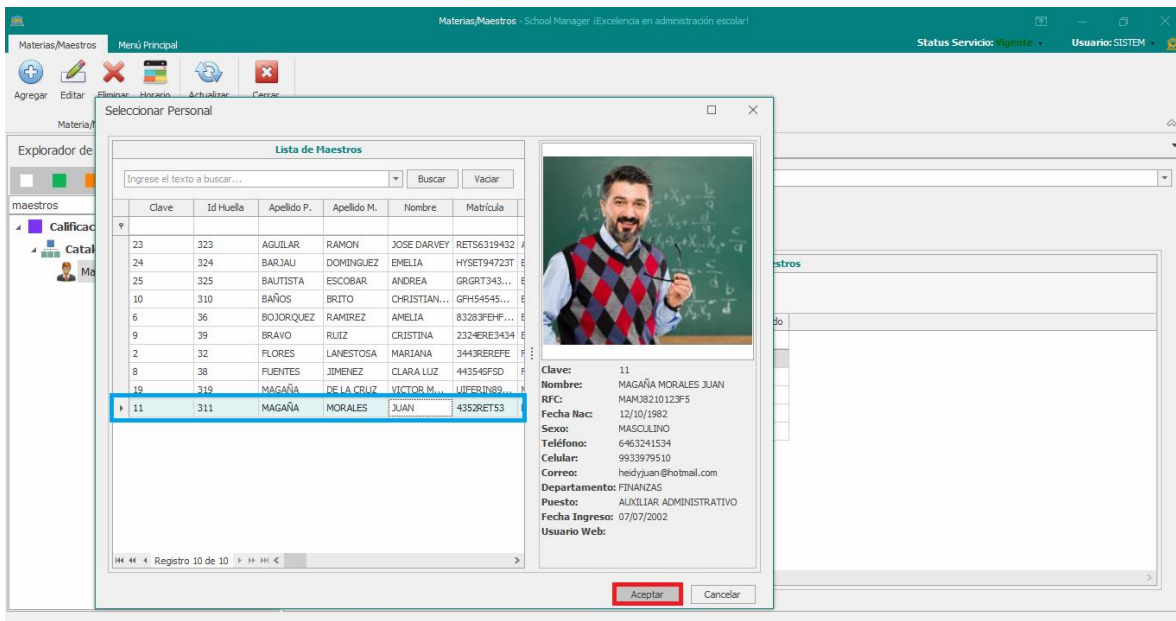 Materias/Maestros - School Manager ¡Excelencia en administración escolar!
Materias/Maestros Menú Principal Status Servicio: Vigente Usuario: SISTEM
Agregar Editar Eliminar Horario Actualizar Cerrar
Materia/
Seleccionar Personal
Explorador de
maestros
Calificac
Catal
Ma
Lista de Maestros
Ingrese el texto a buscar... Buscar Vaciar
Clave Id Huella Apellido P. Apellido M. Nombre Matrícula
23 323 AGUILAR RAMON JOSE DARVEY RETS6319432
24 324 BARJAU DOMINGUEZ EMELIA HYSET94723T
25 325 BAUTISTA ESCOBAR ANDREA GRGRT343...
10 310 BAÑOS BRITO CHRISTIAN... GFH54545...
6 36 BOJORQUEZ RAMIREZ AMELIA 83283FEHF...
9 39 BRAVO RUIZ CRISTINA 2324ERE3434
2 32 FLORES LANESTOSA MARIANA 3443REREFE
8 38 FUENTES JIMENEZ CLARA LUZ 44354SFSD
19 319 MAGAÑA DE LA CRUZ VICTOR M... UIFERIN89...
11 311 MAGAÑA MORALES JUAN 4352RET53
Registro 10 de 10
Clave: 11
Nombre: MAGAÑA MORALES JUAN
RFC: MAMJ8210123F5
Fecha Nac: 12/10/1982
Sexo: MASCULINO
Teléfono: 6463241534
Celular: 9933979510
Correo: heidyjuan@hotmail.com
Departamento: FINANZAS
Puesto: AUXILIAR ADMINISTRATIVO
Fecha Ingreso: 07/07/2002
Usuario Web:
Aceptar Cancelar
estros
do